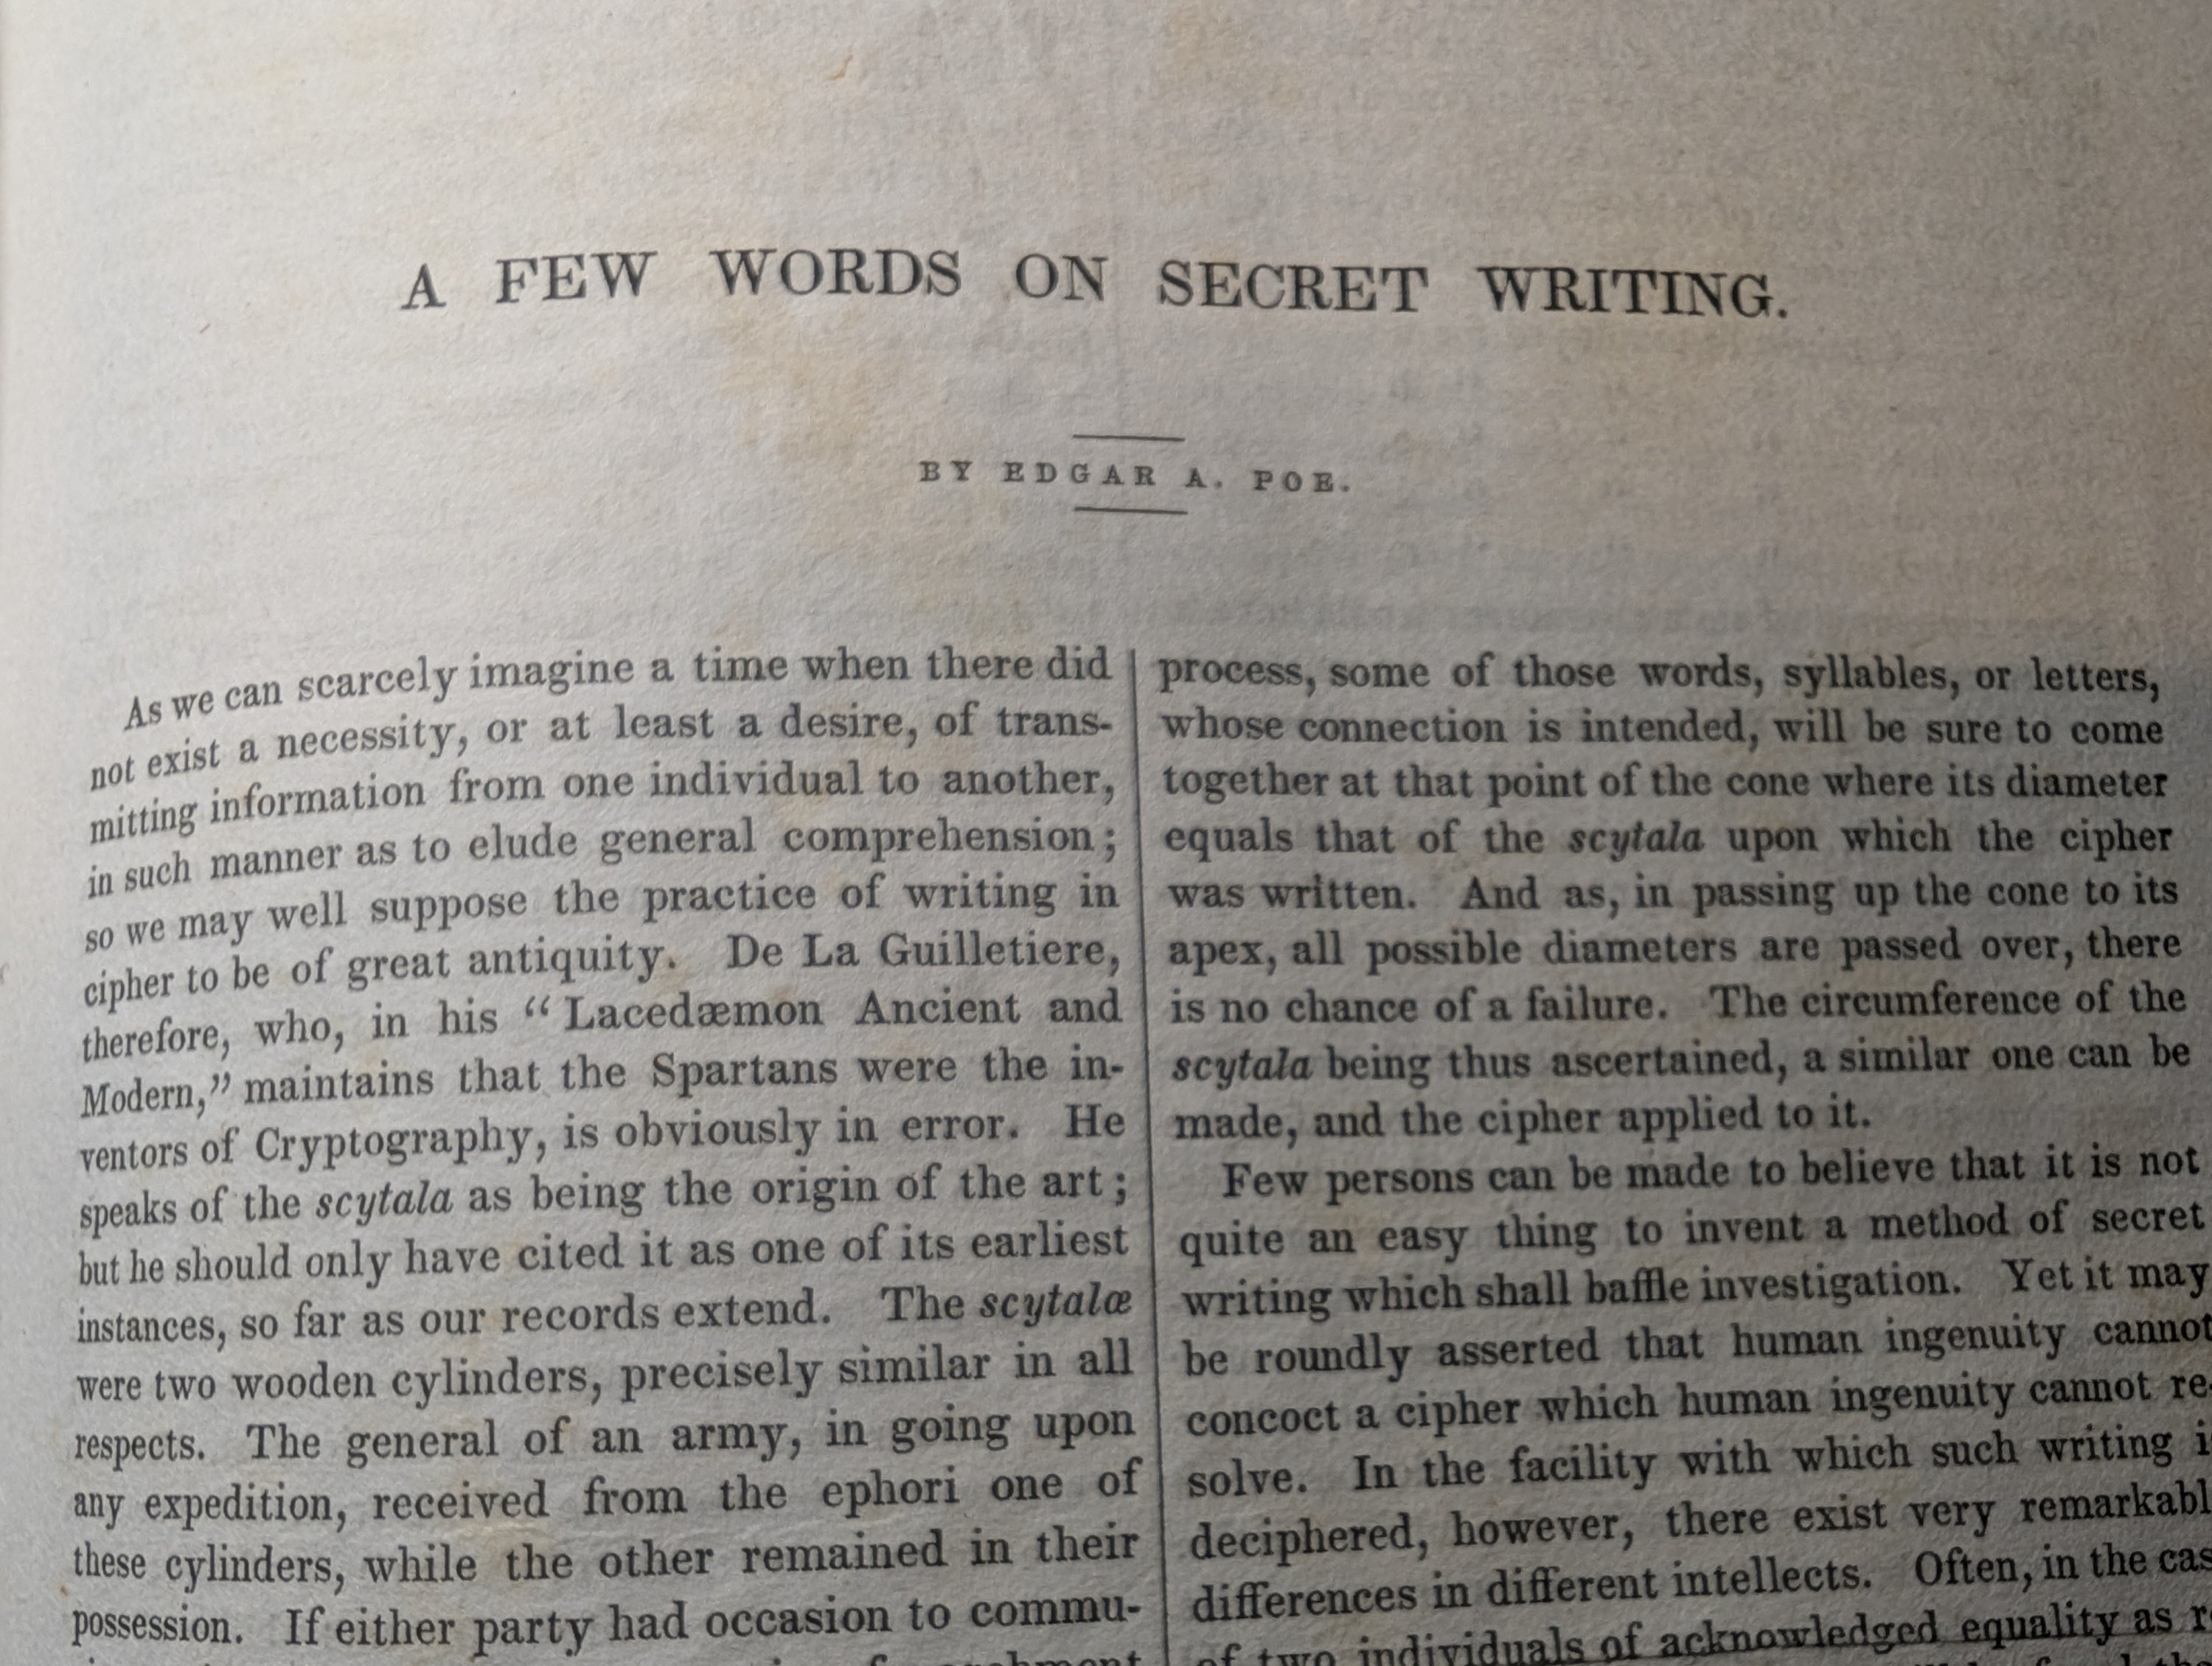 A FEW WORDS ON SECRET WRITING.
BY EDGAR A. POE.
As we can scarcely imagine a time when there did
not exist a necessity, or at least a desire, of trans-
mitting information from one individual to another,
in such manner as to elude general comprehension;
so we may well suppose the practice of writing in
cipher to be of great antiquity. De La Guilletiere,
therefore, who, in his “Lacedæmon Ancient and
Modern,” maintains that the Spartans were the in-
ventors of Cryptography, is obviously in error. He
speaks of the scytala as being the origin of the art;
but he should only have cited it as one of its earliest
instances, so far as our records extend. The scytalæ
were two wooden cylinders, precisely similar in all
respects. The general of an army, in going upon
any expedition, received from the ephori one of
these cylinders, while the other remained in their
possession. If either party had occasion to commu-
process, some of those words, syllables, or letters,
whose connection is intended, will be sure to come
together at that point of the cone where its diameter
equals that of the scytala upon which the cipher
was written. And as, in passing up the cone to its
apex, all possible diameters are passed over, there
is no chance of a failure. The circumference of the
scytala being thus ascertained, a similar one can be
made, and the cipher applied to it.
Few persons can be made to believe that it is not
quite an easy thing to invent a method of secret
writing which shall baffle investigation. Yet it may
be roundly asserted that human ingenuity cannot
concoct a cipher which human ingenuity cannot re-
solve. In the facility with which such writing
deciphered, however, there exist very remarkabl
differences in different intellects. Often, in the cas
of two individuals of acknowledged equality as